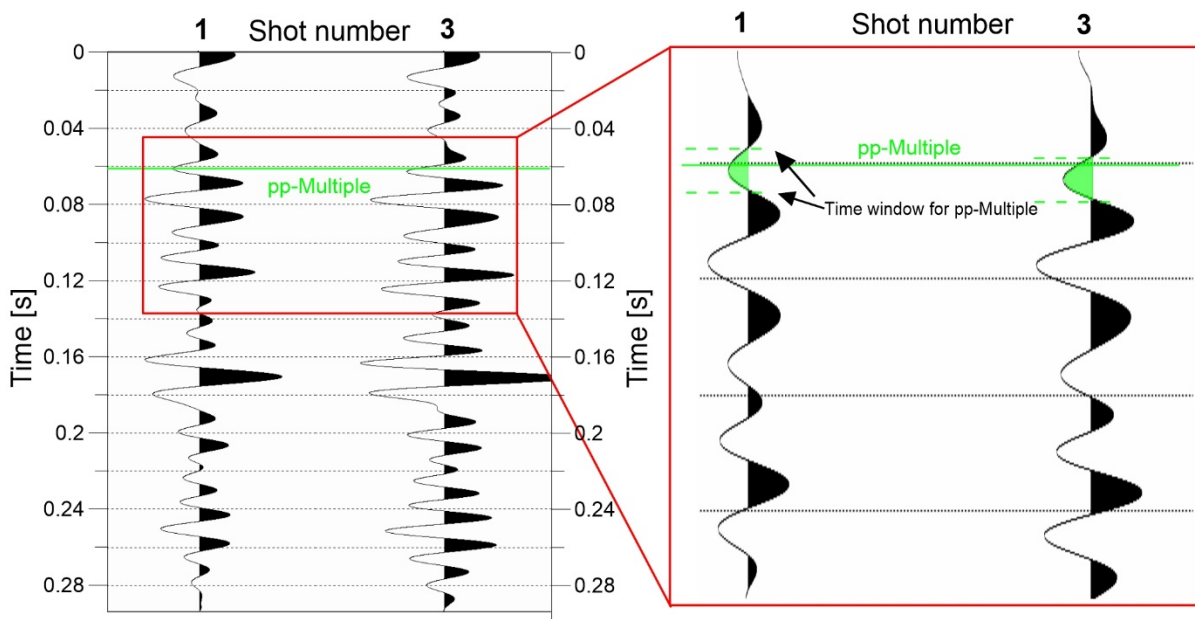 1 Shot number 3
1 Shot number 3
0 0
0.04 0.04
pp-Multiple
pp-Multiple
0.08 0.08
Time window for pp-Multiple
0.12 0.12
Time [s]
Time [s]
0.16 0.16
0.2 0.2
0.24 0.24
0.28 0.28